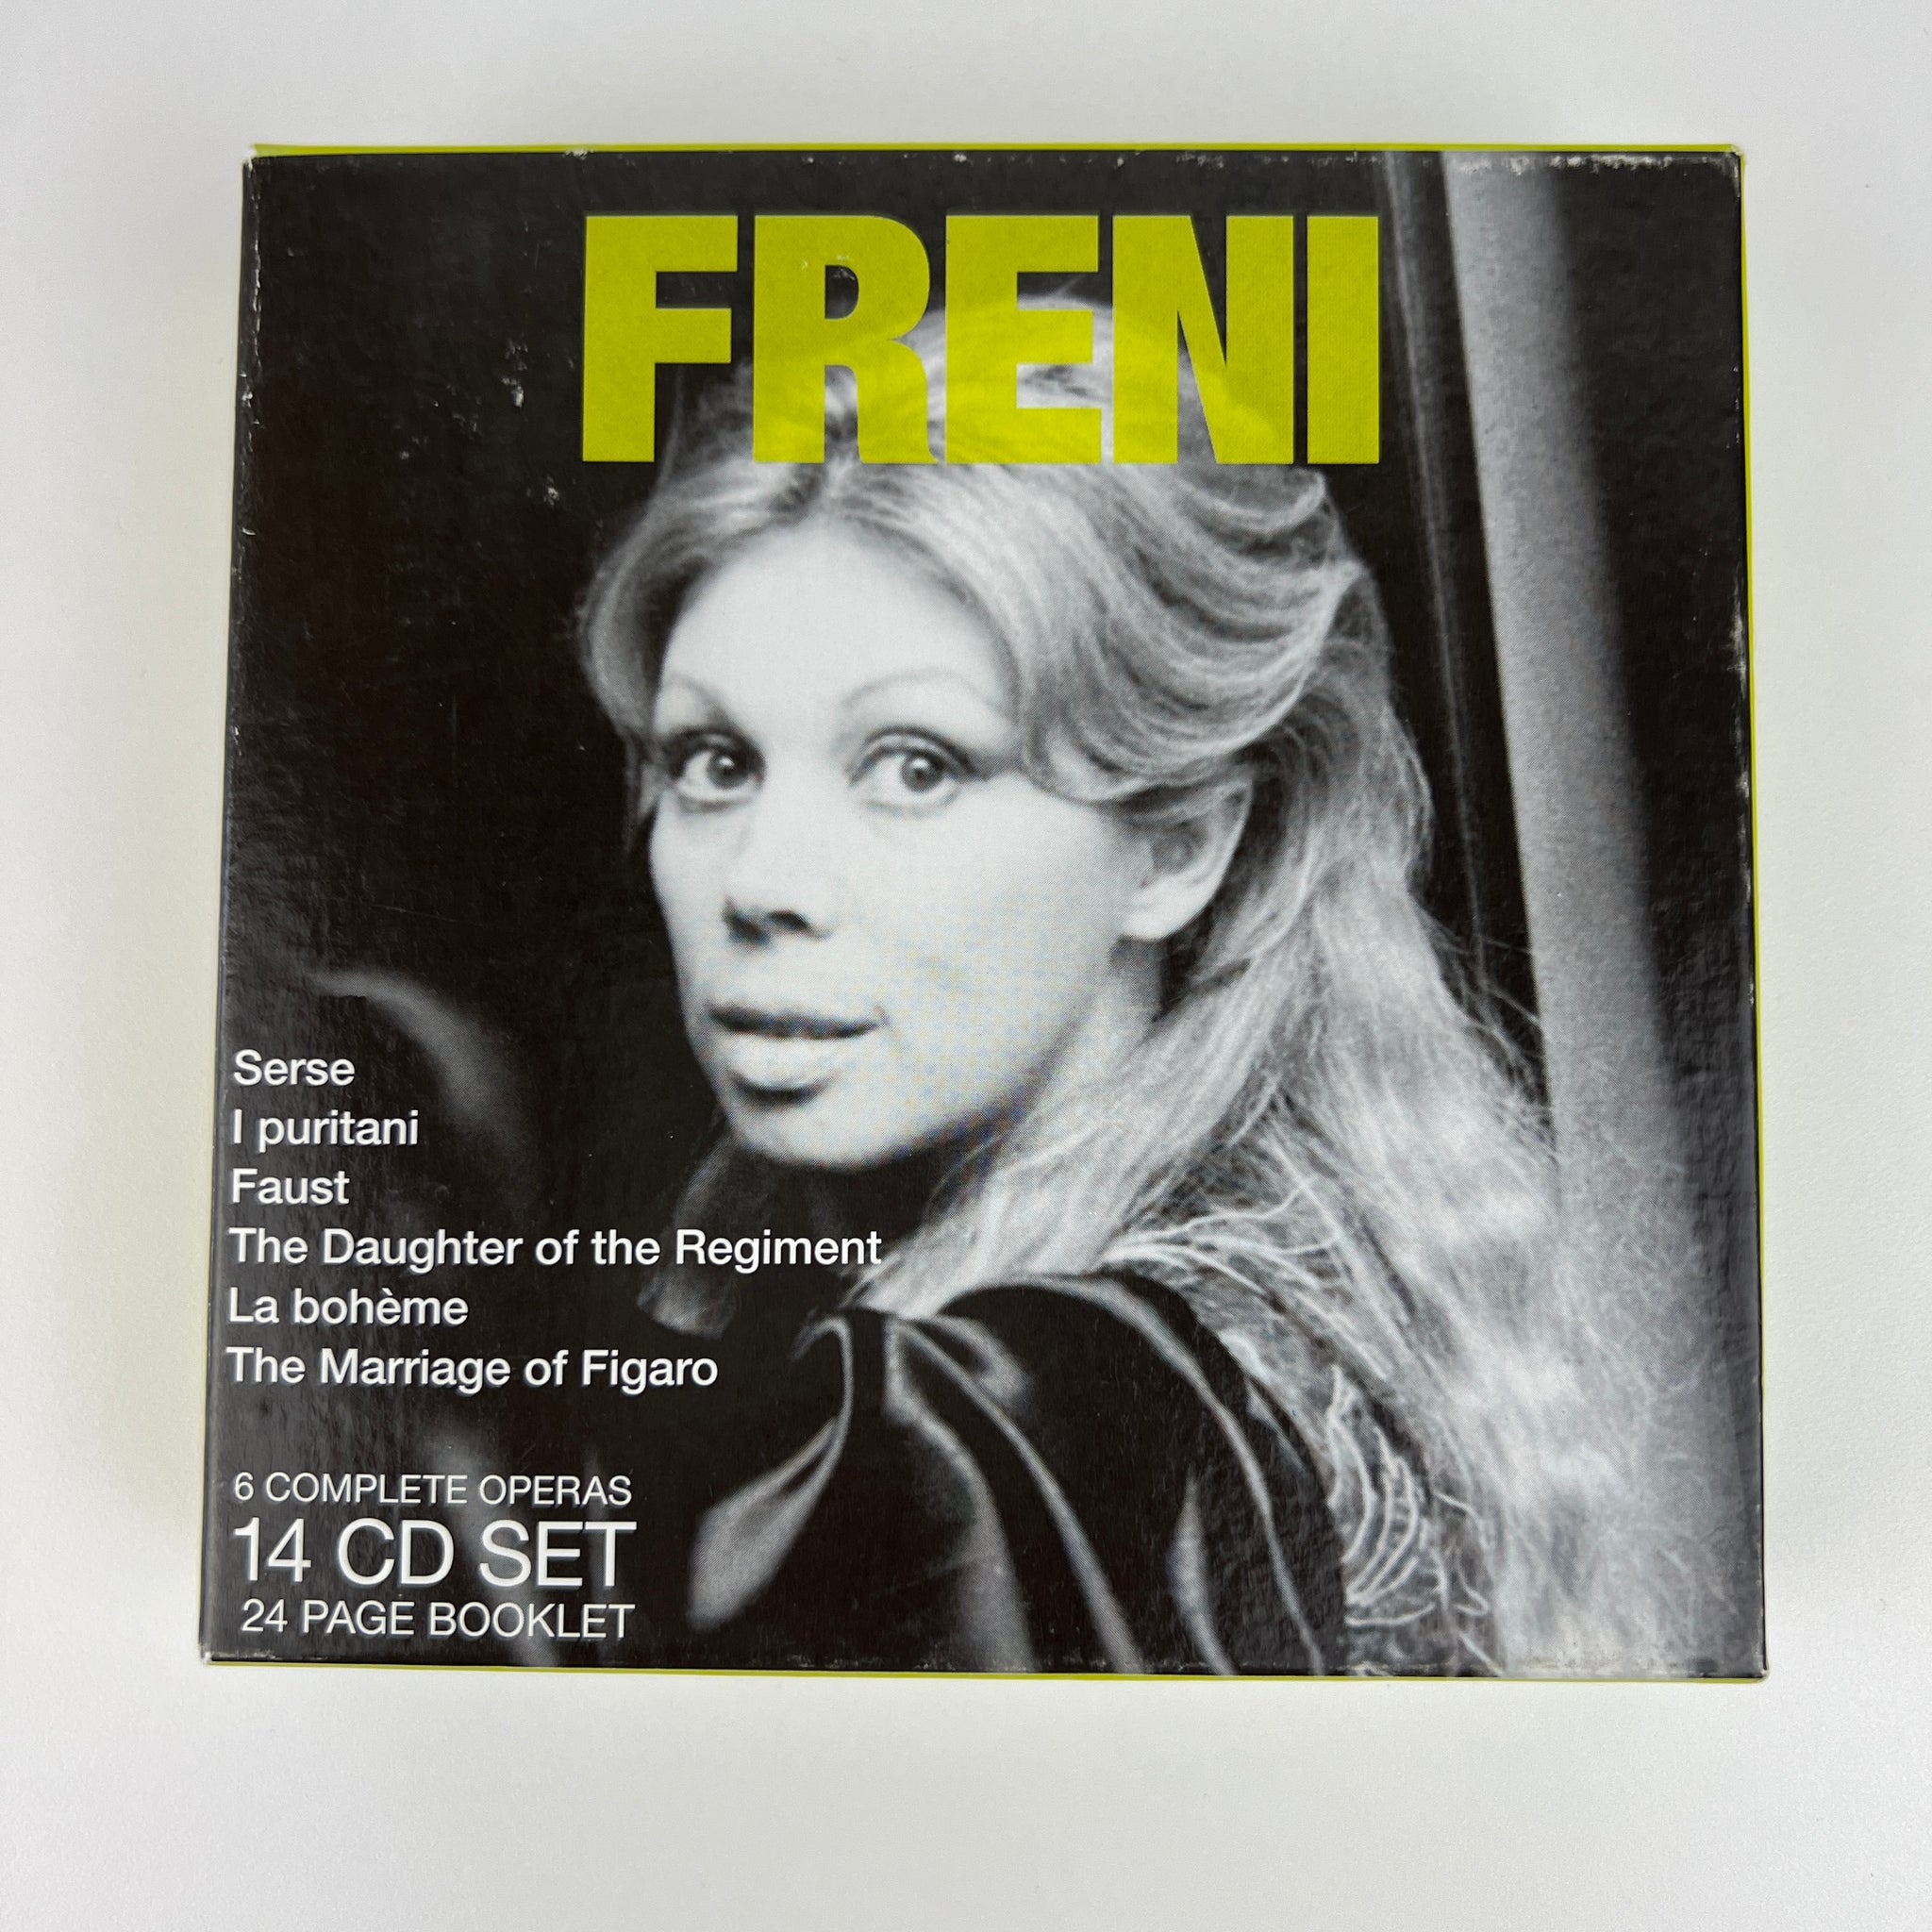 FRENI
Serse
I puritani
Faust
The Daughter of the Regiment
La bohème
The Marriage of Figaro
6 COMPLETE OPERAS
14 CD SET
24 PAGE BOOKLET